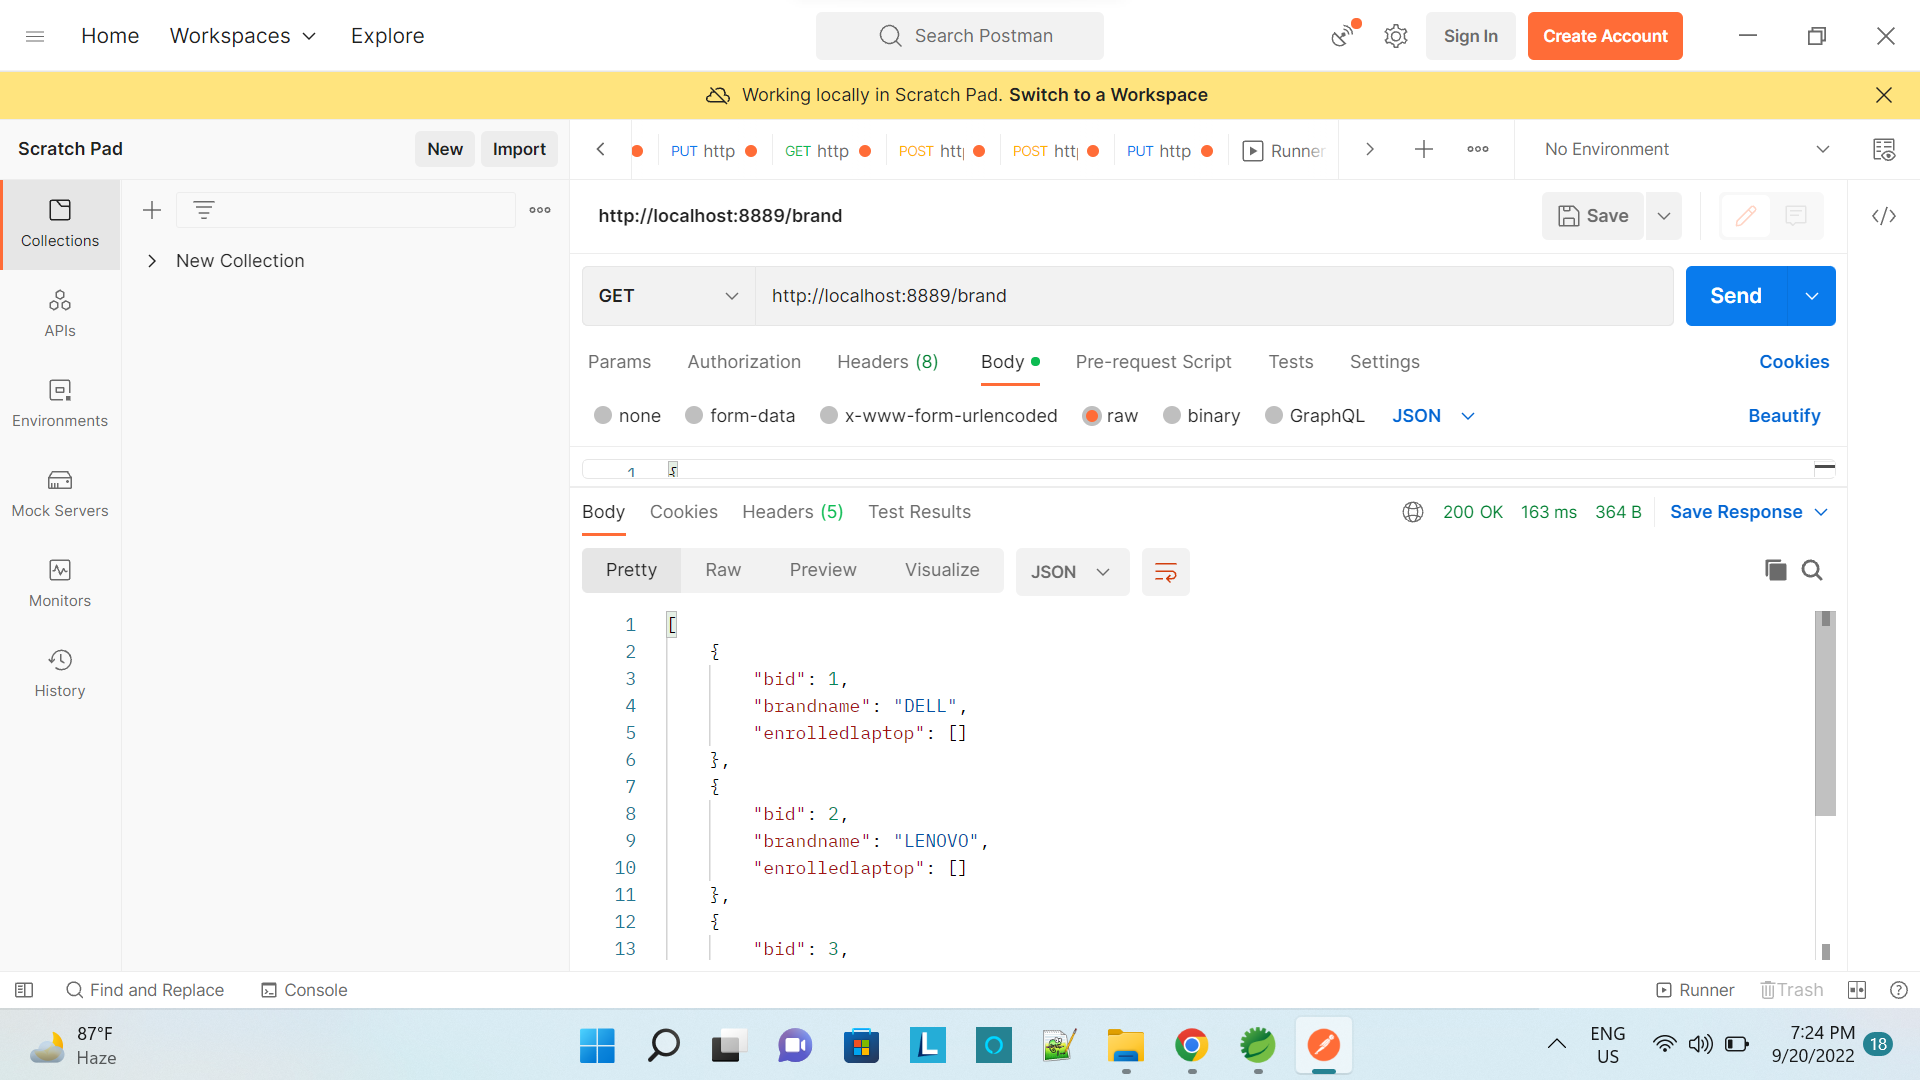 Home Workspaces Explore Search Postman Sign In Create Account
Working locally in Scratch Pad. Switch to a Workspace
Scratch Pad New Import PUT http GET http POST htt POST htt PUT http Runner No Environment
http://localhost:8889/brand Save
Collections
New Collection
GET http://localhost:8889/brand Send
APIs
Params Authorization Headers (8) Body Pre-request Script Tests Settings Cookies
none form-data x-www-form-urlencoded raw binary GraphQL JSON Beautify
Environments
1 {
Mock Servers
Body Cookies Headers (5) Test Results 200 OK 163 ms 364 B Save Response
Pretty Raw Preview Visualize JSON
Monitors
History
1 [
2 {
3 "bid": 1,
4 "brandname": "DELL",
5 "enrolledlaptop": []
6 },
7 {
8 "bid": 2,
9 "brandname": "LENOVO",
10 "enrolledlaptop": []
11 },
12 {
13 "bid": 3,
Find and Replace Console Runner Trash
87°F
Haze
L
ENG
US
7:24 PM
9/20/2022
18